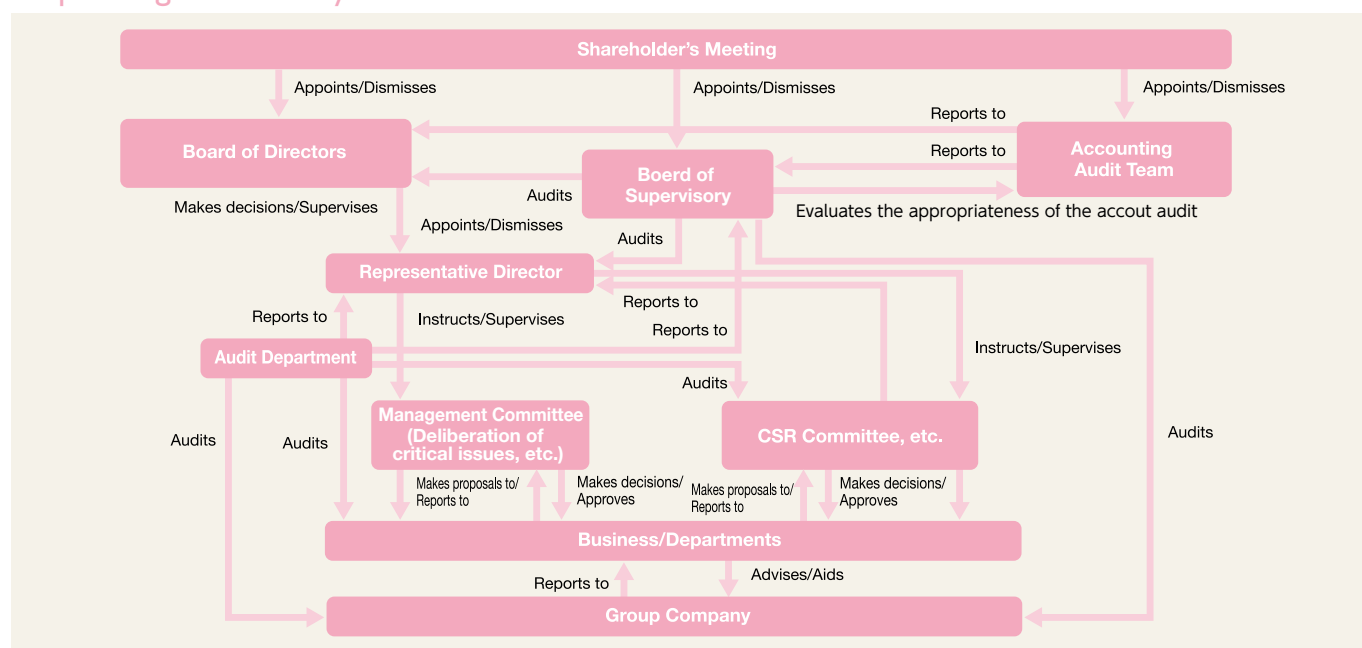 Shareholder's Meeting
Appoints/Dismisses
Appoints/Dismisses
Appoints/Dismisses
Reports to
Board of Directors
Accounting
Audit Team
Reports to
Boerd of
Supervisory
Audits
Makes decisions/Supervises
Evaluates the appropriateness of the accout audit
Appoints/Dismisses
Audits
Representative Director
Reports to
Reports to
Instructs/Supervises
Reports to
Instructs/Supervises
Audit Department
Audits
Management Committee
(Deliberation of
critical issues, etc.)
CSR Committee, etc.
Audits
Audits
Audits
Makes proposals to/
Reports to
Makes decisions/
Approves
Makes proposals to/
Reports to
Makes decisions/
Approves
Business/Departments
Reports to
Advises/Aids
Group Company